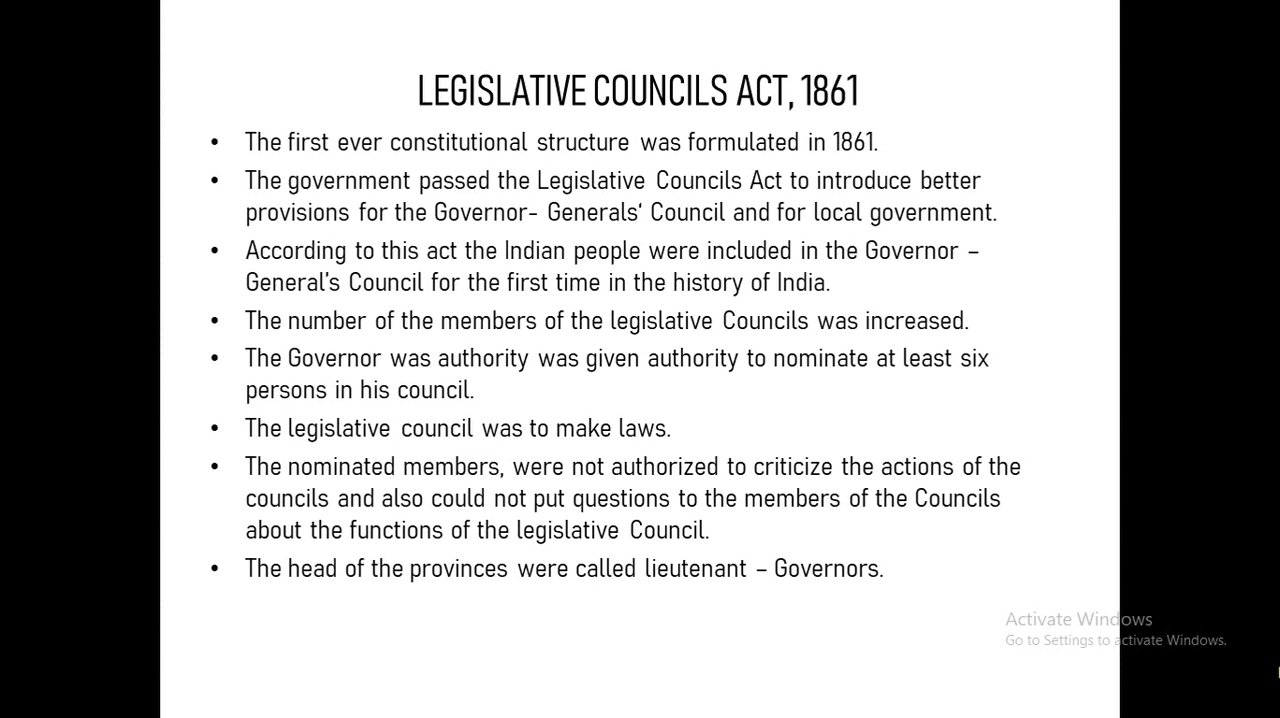 LEGISLATIVE COUNCILS ACT, 1861
• The first ever constitutional structure was formulated in 1861.
• The government passed the Legislative Councils Act to introduce better
provisions for the Governor- Generals‘ Council and for local government.
• According to this act the Indian people were included in the Governor –
General’s Council for the first time in the history of India.
• The number of the members of the legislative Councils was increased.
• The Governor was authority was given authority to nominate at least six
persons in his council.
• The legislative council was to make laws.
• The nominated members, were not authorized to criticize the actions of the
councils and also could not put questions to the members of the Councils
about the functions of the legislative Council.
• The head of the provinces were called lieutenant – Governors.
Activate Windows
Go to Settings to activate Windows.